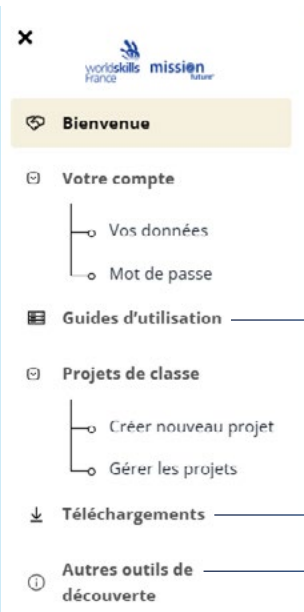 worldskills mission
France future
Bienvenue
Votre compte
Vos données
Mot de passe
Guides d'utilisation
Projets de classe
Créer nouveau projet
Gérer les projets
Téléchargements
Autres outils de
découverte